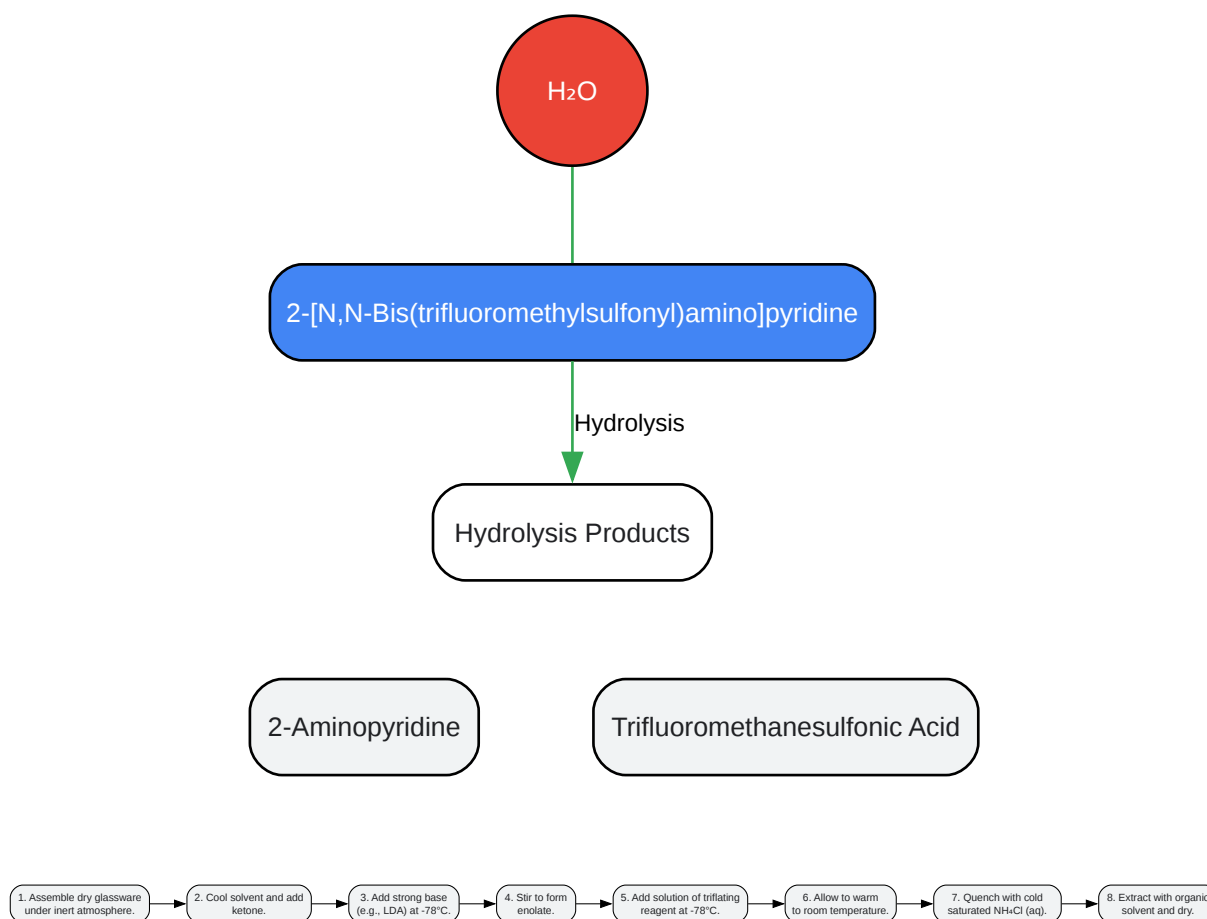 H₂O
2-[N,N-Bis(trifluoromethylsulfonyl)amino]pyridine
Hydrolysis
Hydrolysis Products
2-Aminopyridine
Trifluoromethanesulfonic Acid
1. Assemble dry glassware
under inert atmosphere.
2. Cool solvent and add
ketone.
3. Add strong base
(e.g., LDA) at -78°C.
4. Stir to form
enolate.
5. Add solution of triflating
reagent at -78°C.
6. Allow to warm
to room temperature.
7. Quench with cold
saturated NH₄Cl (aq).
8. Extract with organic
solvent and dry.